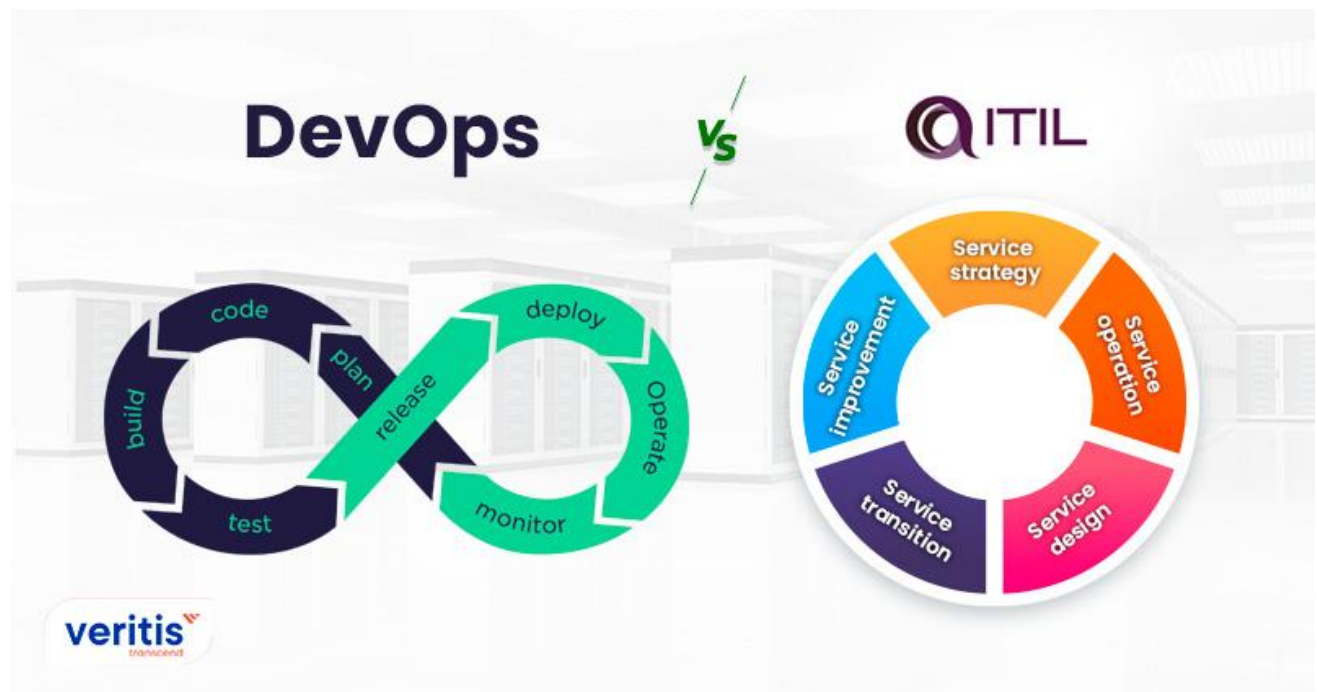 DevOps
vs
ITIL
code
plan
build
test
release
deploy
Operate
monitor
Service
strategy
Service
operation
Service
design
Service
transition
Service
improvement
veritis
transcend